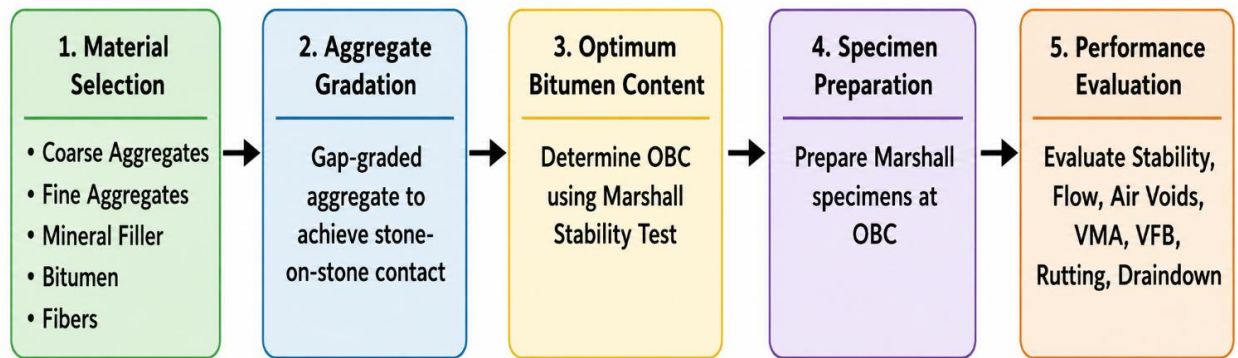 1. Material
Selection
• Coarse Aggregates
• Fine Aggregates
• Mineral Filler
• Bitumen
• Fibers
2. Aggregate
Gradation
Gap-graded
aggregate to
achieve stone-
on-stone contact
3. Optimum
Bitumen Content
Determine OBC
using Marshall
Stability Test
4. Specimen
Preparation
Prepare Marshall
specimens at
OBC
5. Performance
Evaluation
Evaluate Stability,
Flow, Air Voids,
VMA, VFB,
Rutting, Draindown